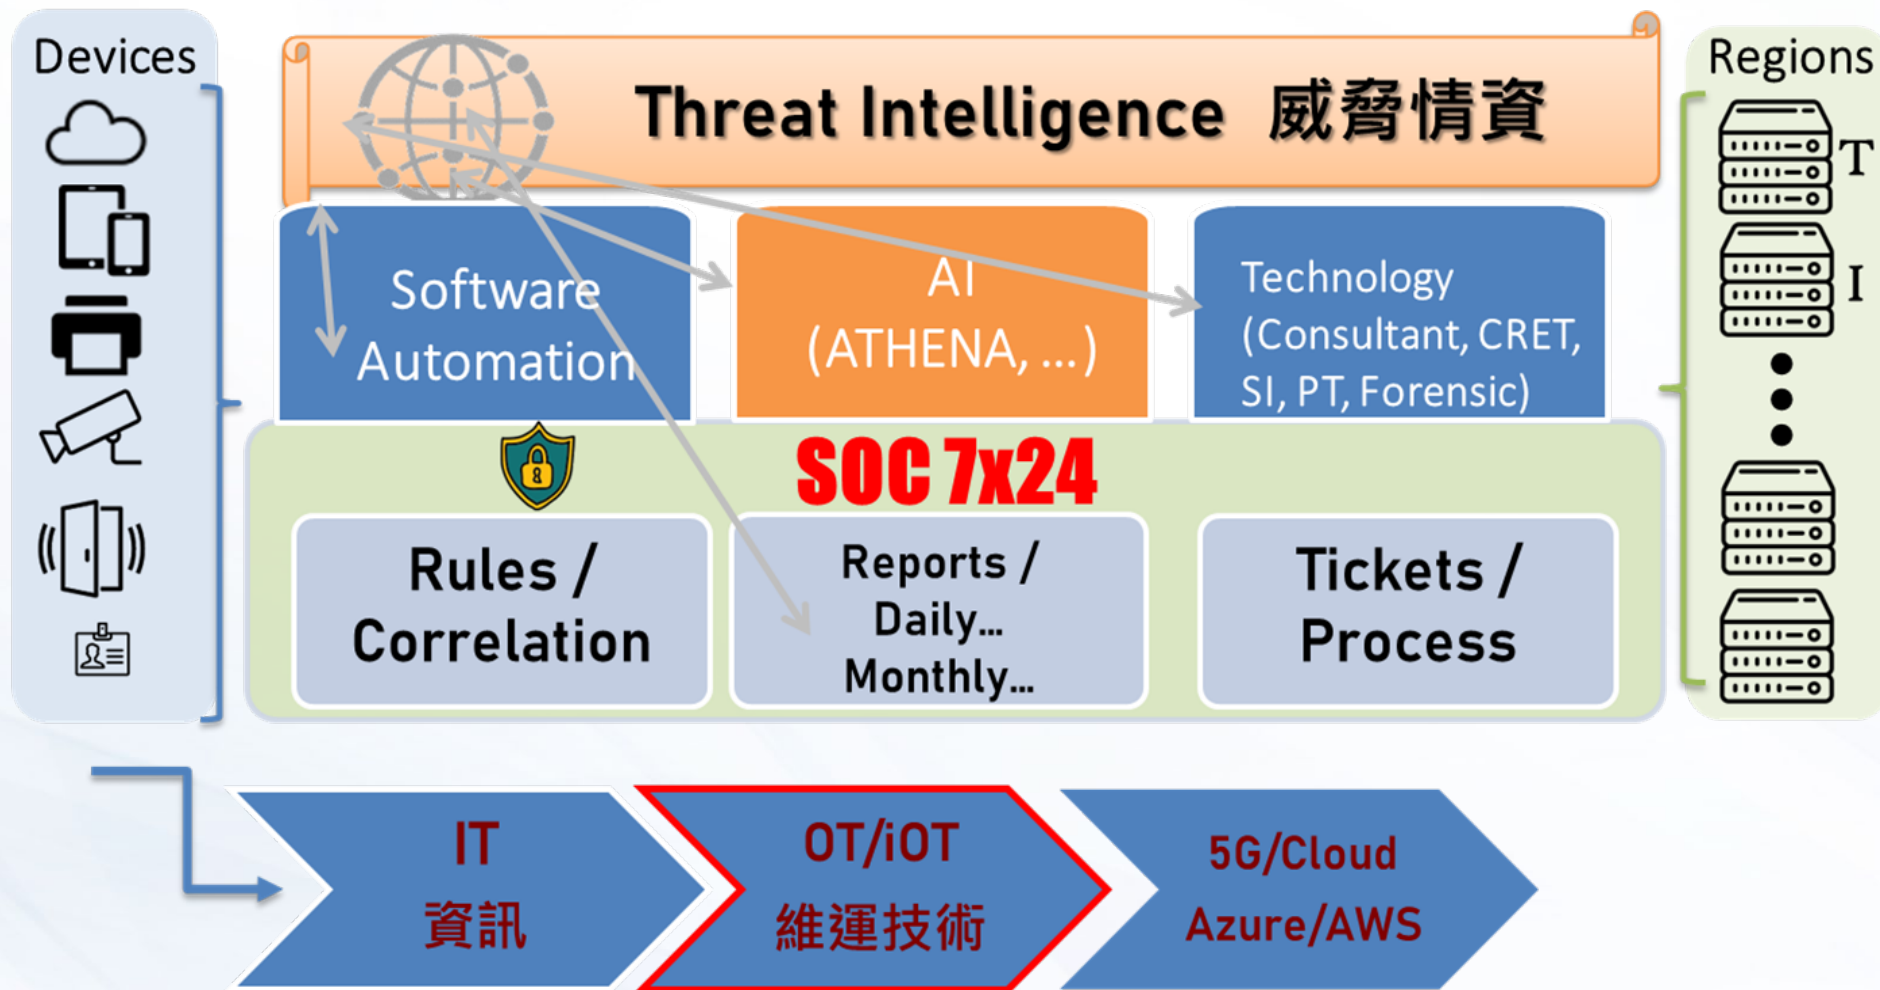 Devices
Threat Intelligence 威脅情資
Regions
T
I
Software
Automation
AI
(ATHENA, ...)
Technology
(Consultant, CRET,
SI, PT, Forensic)
SOC 7x24
Rules /
Correlation
Reports /
Daily...
Monthly...
Tickets /
Process
IT
資訊
OT/iOT
維運技術
5G/Cloud
Azure/AWS